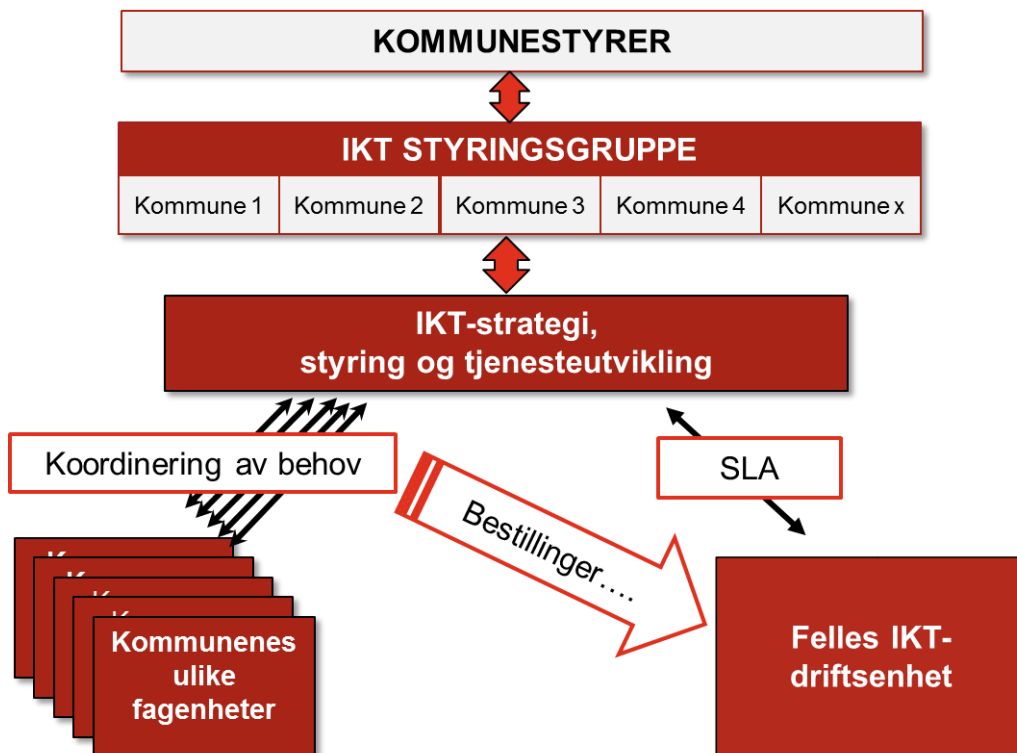 KOMMUNESTYRER
IKT STYRINGSGRUPPE
Kommune 1
Kommune 2
Kommune 3
Kommune 4
Kommune x
IKT-strategi,
styring og tjenesteutvikling
Koordinering av behov
SLA
Bestillinger....
Kommunenes
ulike
fagenheter
Felles IKT-
driftsenhet